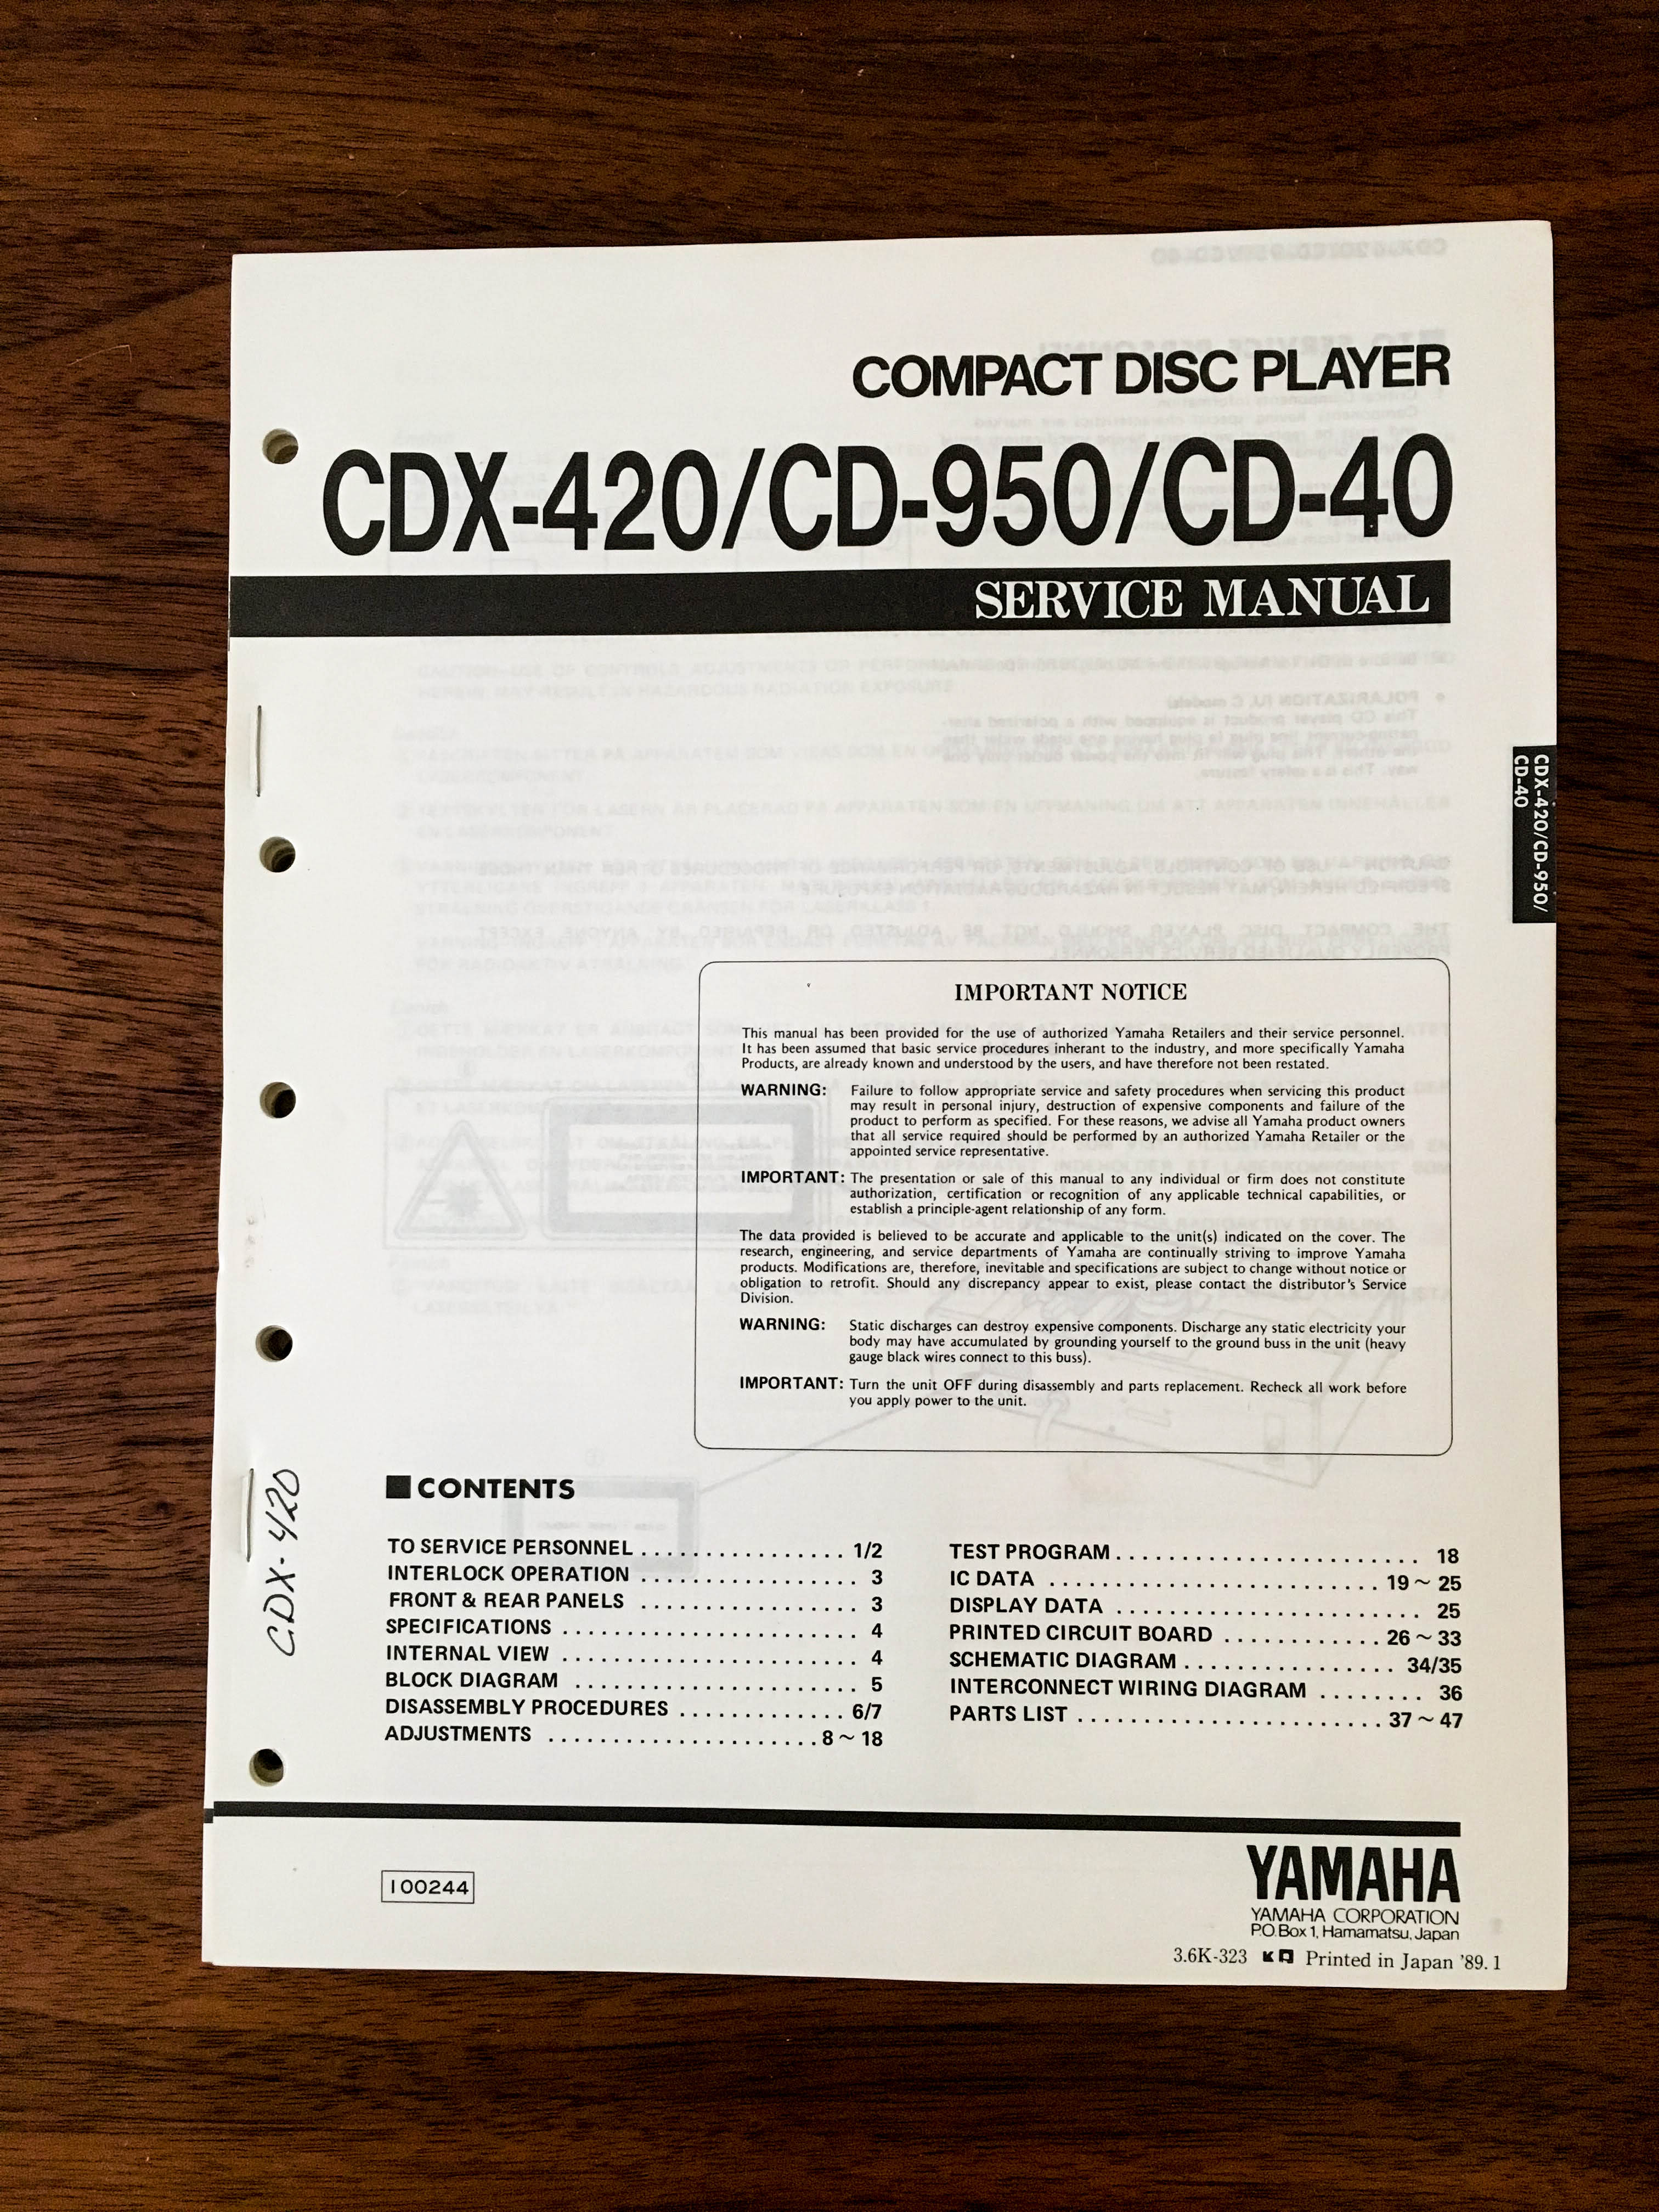 COMPACT DISC PLAYER
CDX-420/CD-950/CD-40
SERVICE MANUAL
CDX-420/CD-950/
CD-40
IMPORTANT NOTICE
This manual has been provided for the use of authorized Yamaha Retailers and their service personnel.
It has been assumed that basic service procedures inherant to the industry, and more specifically Yamaha
Products, are already known and understood by the users, and have therefore not been restated.
WARNING: Failure to follow appropriate service and safety procedures when servicing this product
may result in personal injury, destruction of expensive components and failure of the
product to perform as specified. For these reasons, we advise all Yamaha product owners
that all service required should be performed by an authorized Yamaha Retailer or the
appointed service representative.
IMPORTANT: The presentation or sale of this manual to any individual or firm does not constitute
authorization, certification or recognition of any applicable technical capabilities, or
establish a principle-agent relationship of any form.
The data provided is believed to be accurate and applicable to the unit(s) indicated on the cover. The
research, engineering, and service departments of Yamaha are continually striving to improve Yamaha
products. Modifications are, therefore, inevitable and specifications are subject to change without notice or
obligation to retrofit. Should any discrepancy appear to exist, please contact the distributor's Service
Division.
WARNING: Static discharges can destroy expensive components. Discharge any static electricity your
body may have accumulated by grounding yourself to the ground buss in the unit (heavy
gauge black wires connect to this buss).
IMPORTANT: Turn the unit OFF during disassembly and parts replacement. Recheck all work before
you apply power to the unit.
CDX-420
■ CONTENTS
TO SERVICE PERSONNEL ................ 1/2
INTERLOCK OPERATION ................. 3
FRONT & REAR PANELS ................. 3
SPECIFICATIONS ....................... 4
INTERNAL VIEW ....................... 4
BLOCK DIAGRAM ...................... 5
DISASSEMBLY PROCEDURES ............. 6/7
ADJUSTMENTS ..................... 8 ~ 18
TEST PROGRAM ........................ 18
IC DATA .......................... 19 ~ 25
DISPLAY DATA ........................ 25
PRINTED CIRCUIT BOARD ............ 26 ~ 33
SCHEMATIC DIAGRAM ................. 34/35
INTERCONNECT WIRING DIAGRAM ........ 36
PARTS LIST ........................ 37 ~ 47
100244
YAMAHA
YAMAHA CORPORATION
P.O.Box 1, Hamamatsu, Japan
3.6K-323 Printed in Japan '89. 1